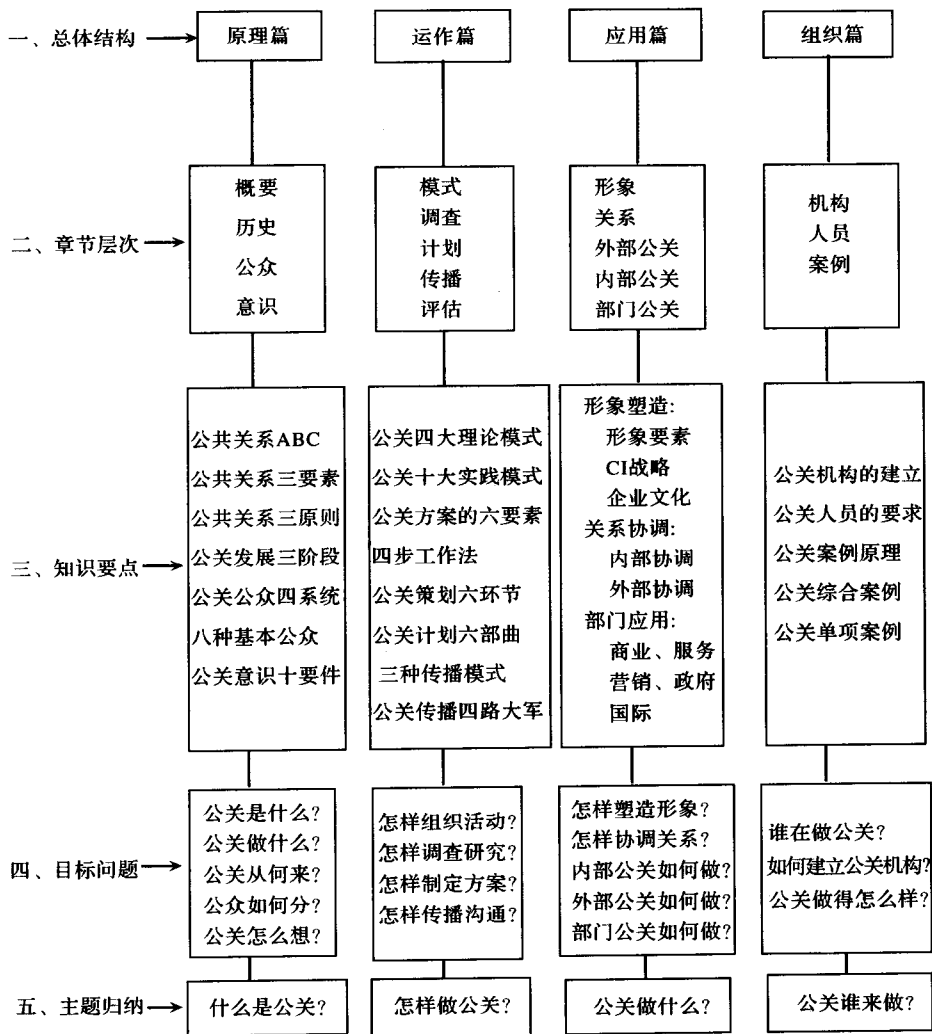 一、总体结构
原理篇
运作篇
应用篇
组织篇
二、章节层次
概要
历史
公众
意识
模式
调查
计划
传播
评估
形象
关系
外部公关
内部公关
部门公关
机构
人员
案例
三、知识要点
公共关系ABC
公共关系三要素
公共关系三原则
公关发展三阶段
公关公众四系统
八种基本公众
公关意识十要件
公关四大理论模式
公关十大实践模式
公关方案的六要素
四步工作法
公关策划六环节
公关计划六部曲
三种传播模式
公关传播四路大军
形象塑造:
形象要素
CI战略
企业文化
关系协调:
内部协调
外部协调
部门应用:
商业、服务
营销、政府
国际
公关机构的建立
公关人员的要求
公关案例原理
公关综合案例
公关单项案例
四、目标问题
公关是什么?
公关做什么?
公关从何来?
公众如何分?
公关怎么想?
怎样组织活动?
怎样调查研究?
怎样制定方案?
怎样传播沟通?
怎样塑造形象?
怎样协调关系?
内部公关如何做?
外部公关如何做?
部门公关如何做?
谁在做公关?
如何建立公关机构?
公关做得怎么样?
五、主题归纳
什么是公关?
怎样做公关?
公关做什么?
公关谁来做?